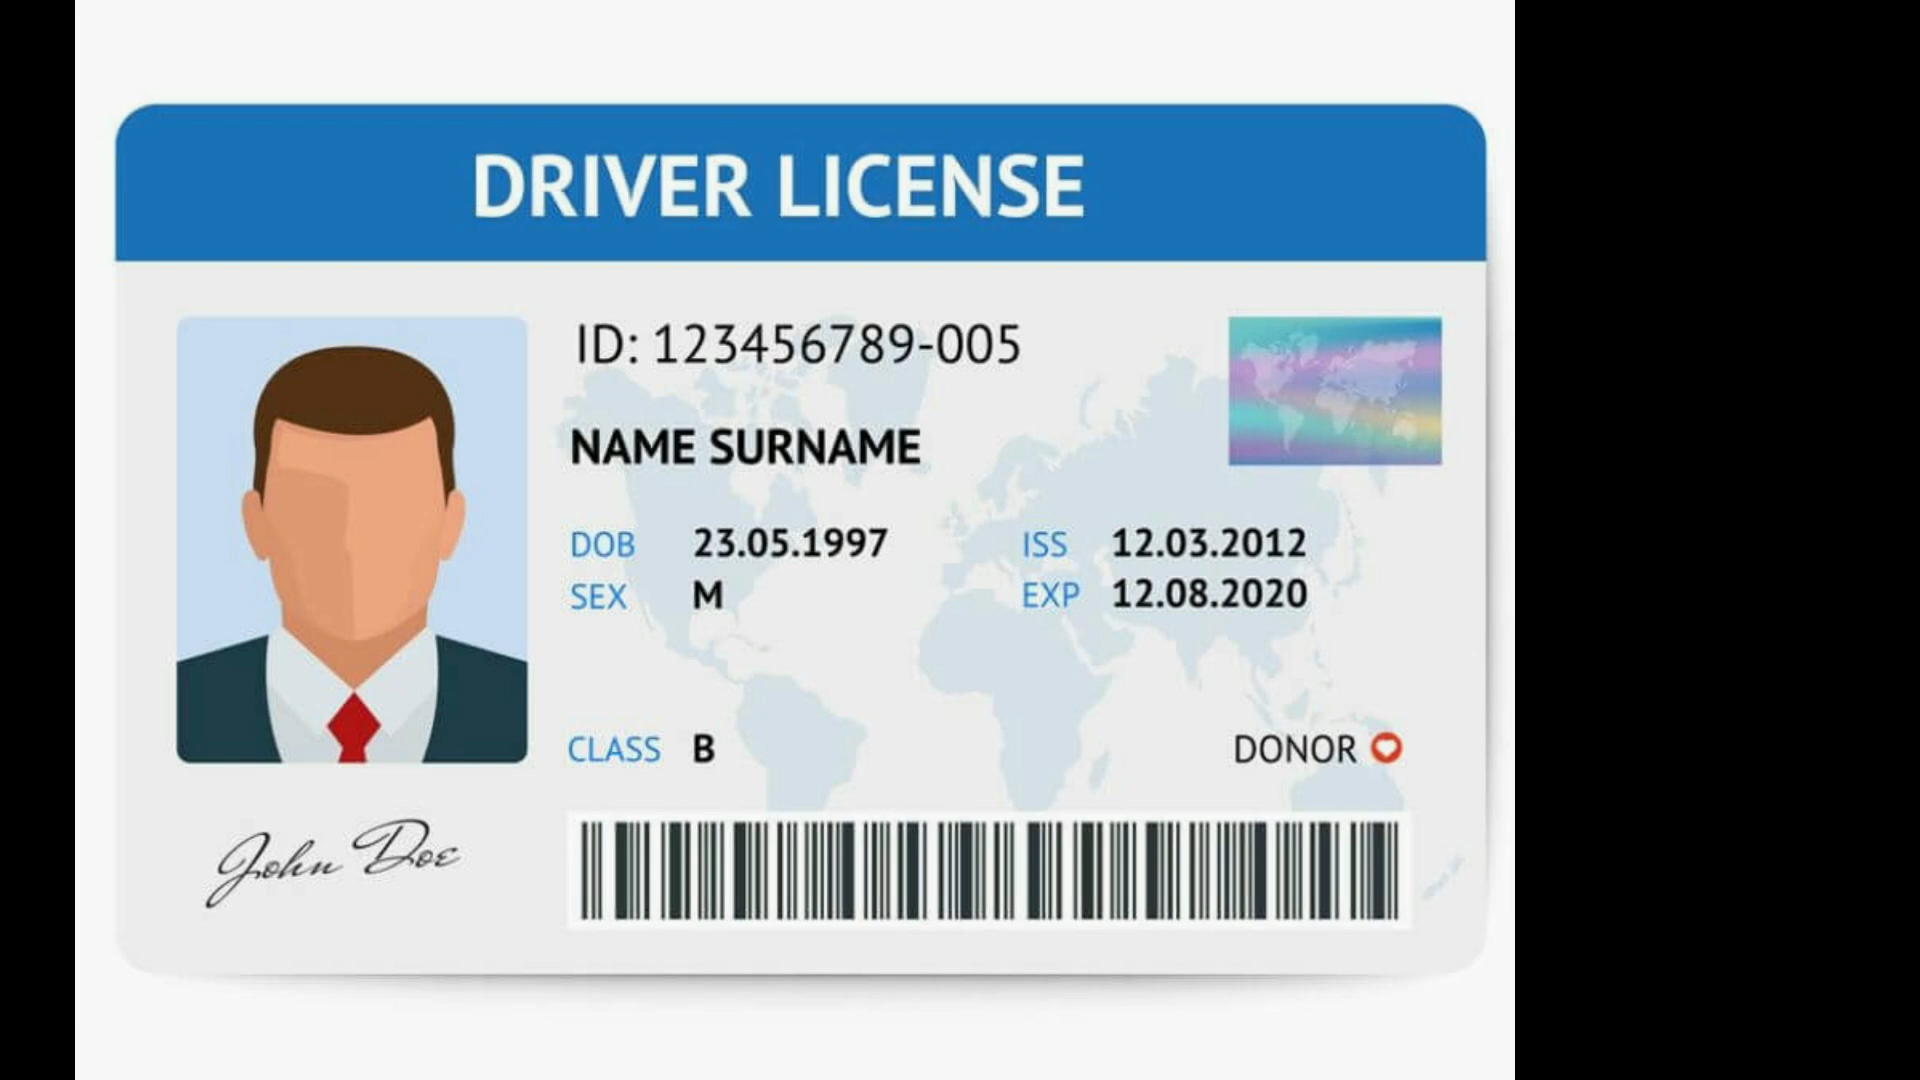 DRIVER LICENSE
ID: 123456789-005
NAME SURNAME
DOB 23.05.1997 ISS 12.03.2012
SEX M EXP 12.08.2020
CLASS B DONOR
John Doe